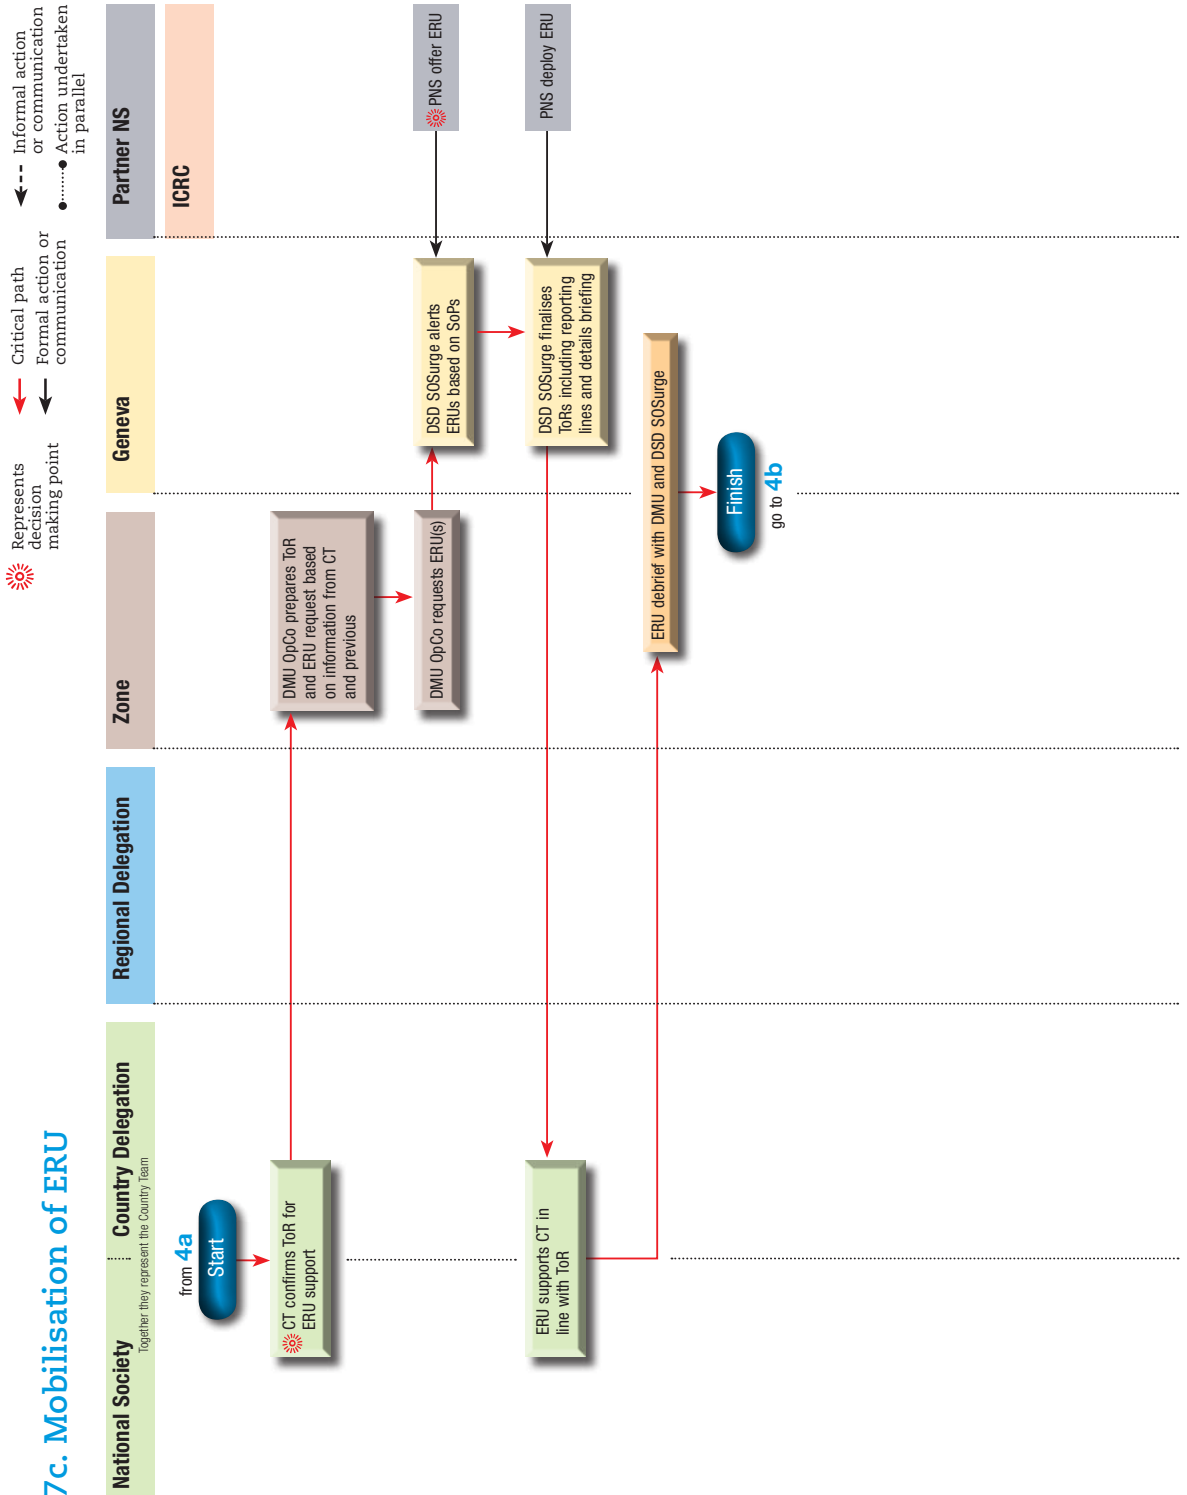 7c. Mobilisation of ERU
Represents
decision
making point
Critical path
Formal action or
communication
Informal action
or communication
Action undertaken
in parallel
National Society
Country Delegation
Together they represent the Country Team
Regional Delegation
Zone
Geneva
Partner NS
ICRC
from 4a
Start
CT confirms ToR for
ERU support
DMU OpCo prepares ToR
and ERU request based
on information from CT
and previous
DMU OpCo requests ERU(s)
DSD SOSurge alerts
ERUs based on SoPs
PNS offer ERU
ERU supports CT in
line with ToR
DSD SOSurge finalises
ToRs including reporting
lines and details briefing
PNS deploy ERU
ERU debrief with DMU and DSD SOSurge
Finish
go to 4b